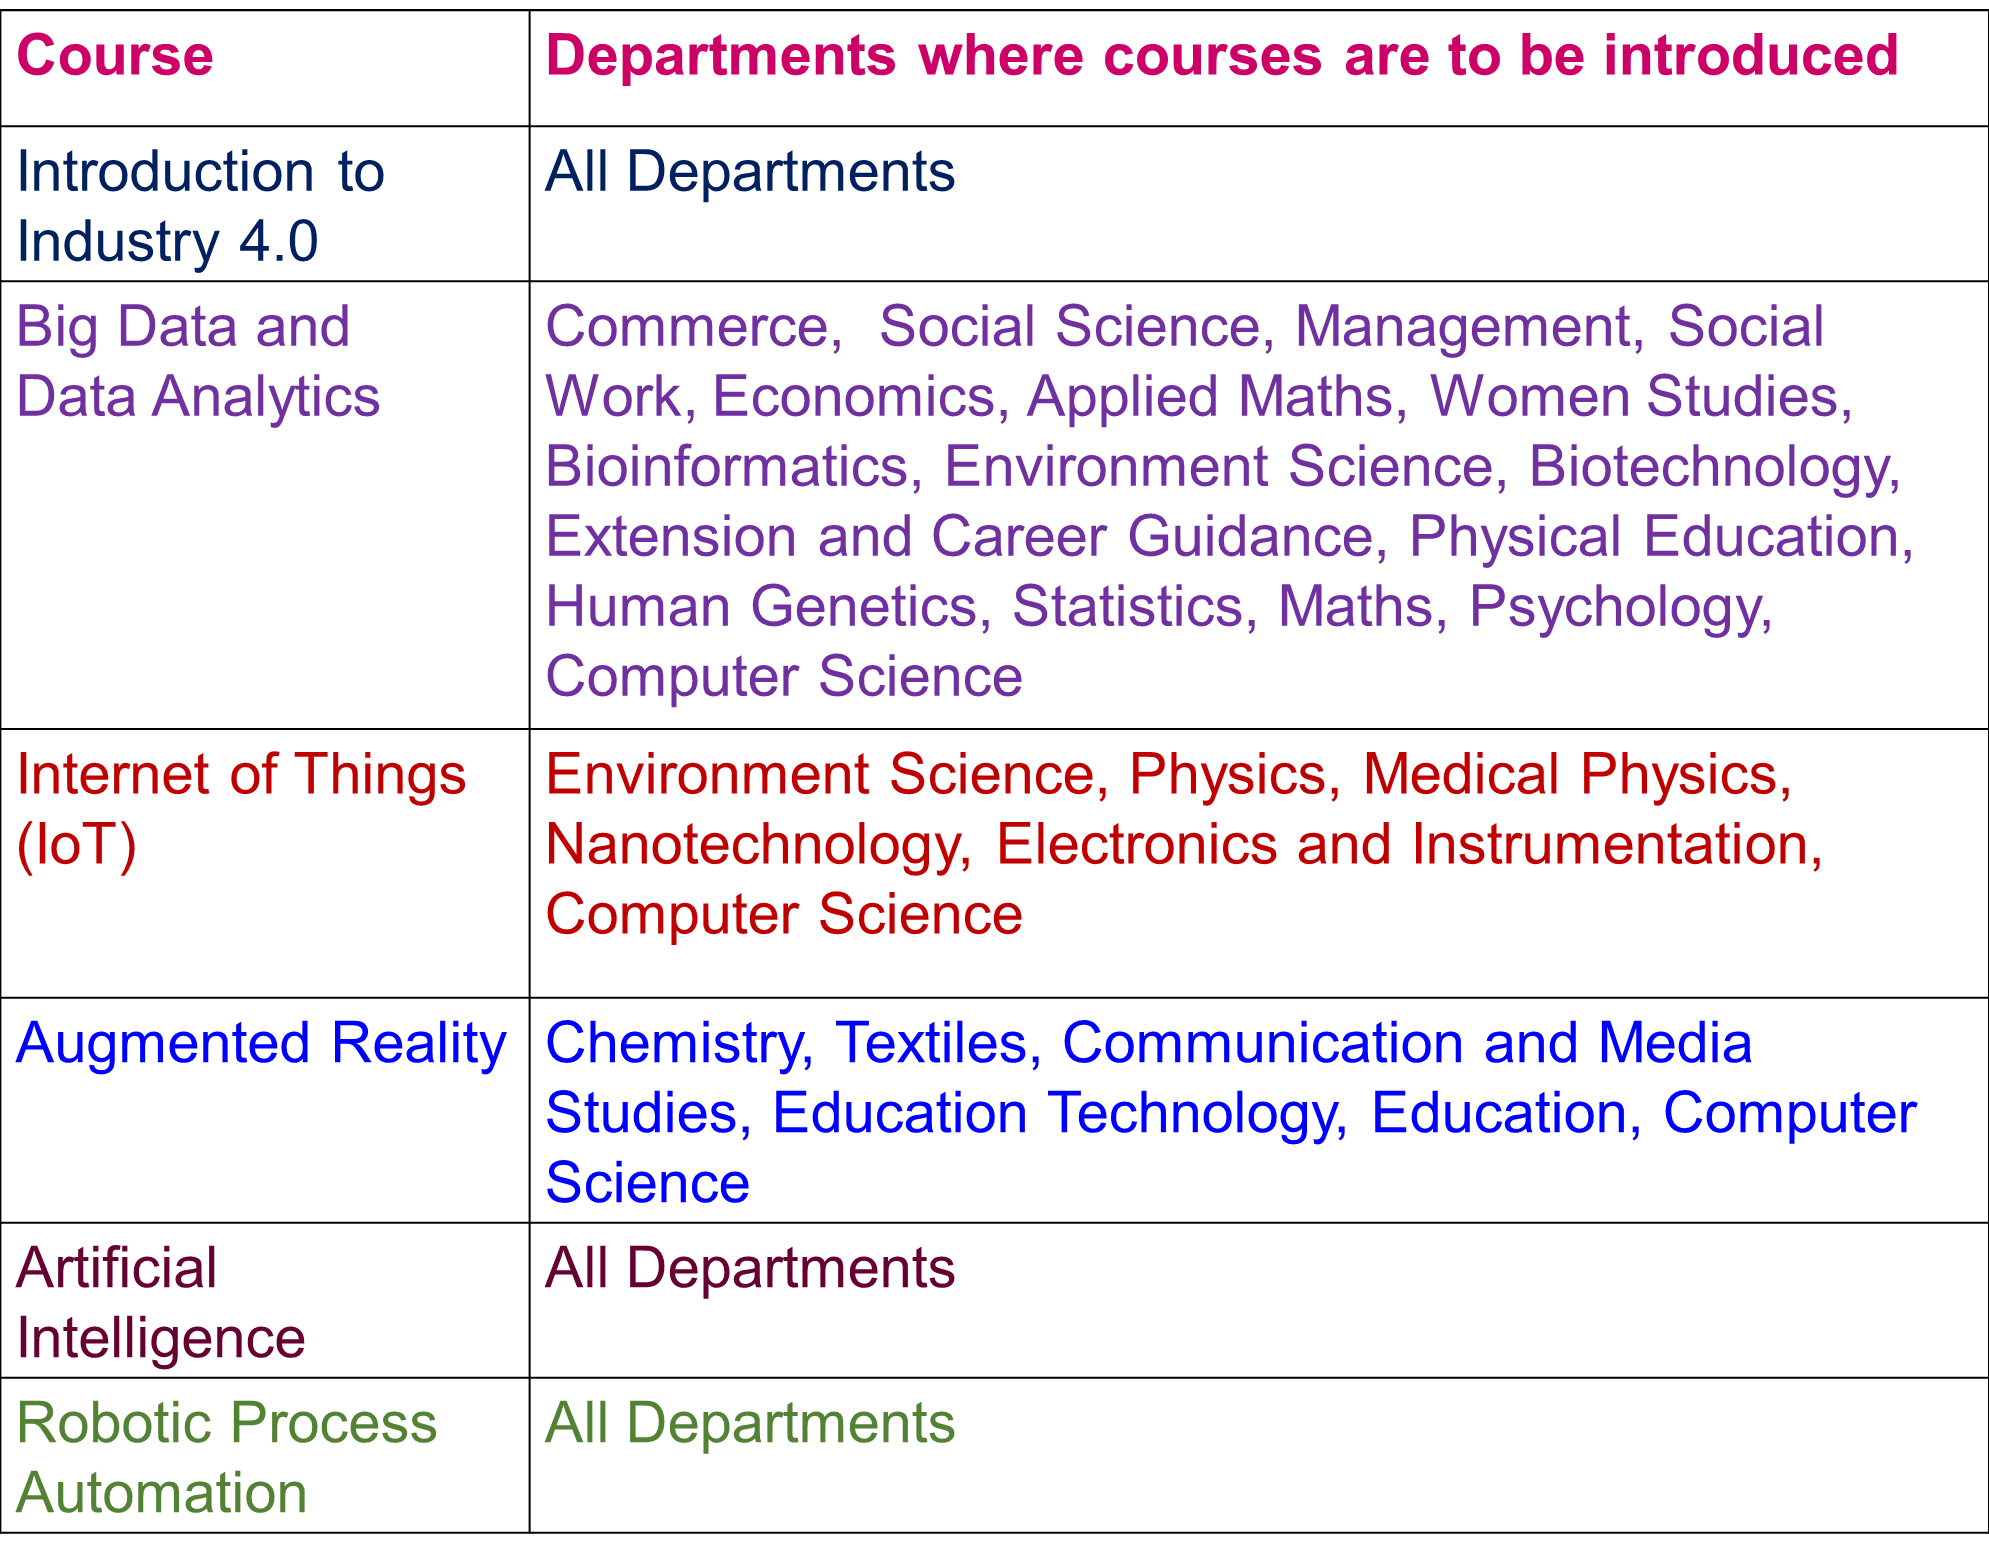 Course
Departments where courses are to be introduced
Introduction to
Industry 4.0
All Departments
Big Data and
Data Analytics
Commerce,  Social Science, Management, Social
Work, Economics, Applied Maths, Women Studies,
Bioinformatics, Environment Science, Biotechnology,
Extension and Career Guidance, Physical Education,
Human Genetics, Statistics, Maths, Psychology,
Computer Science
Internet of Things
(IoT)
Environment Science, Physics, Medical Physics,
Nanotechnology, Electronics and Instrumentation,
Computer Science
Augmented Reality
Chemistry, Textiles, Communication and Media
Studies, Education Technology, Education, Computer
Science
Artificial
Intelligence
All Departments
Robotic Process
Automation
All Departments